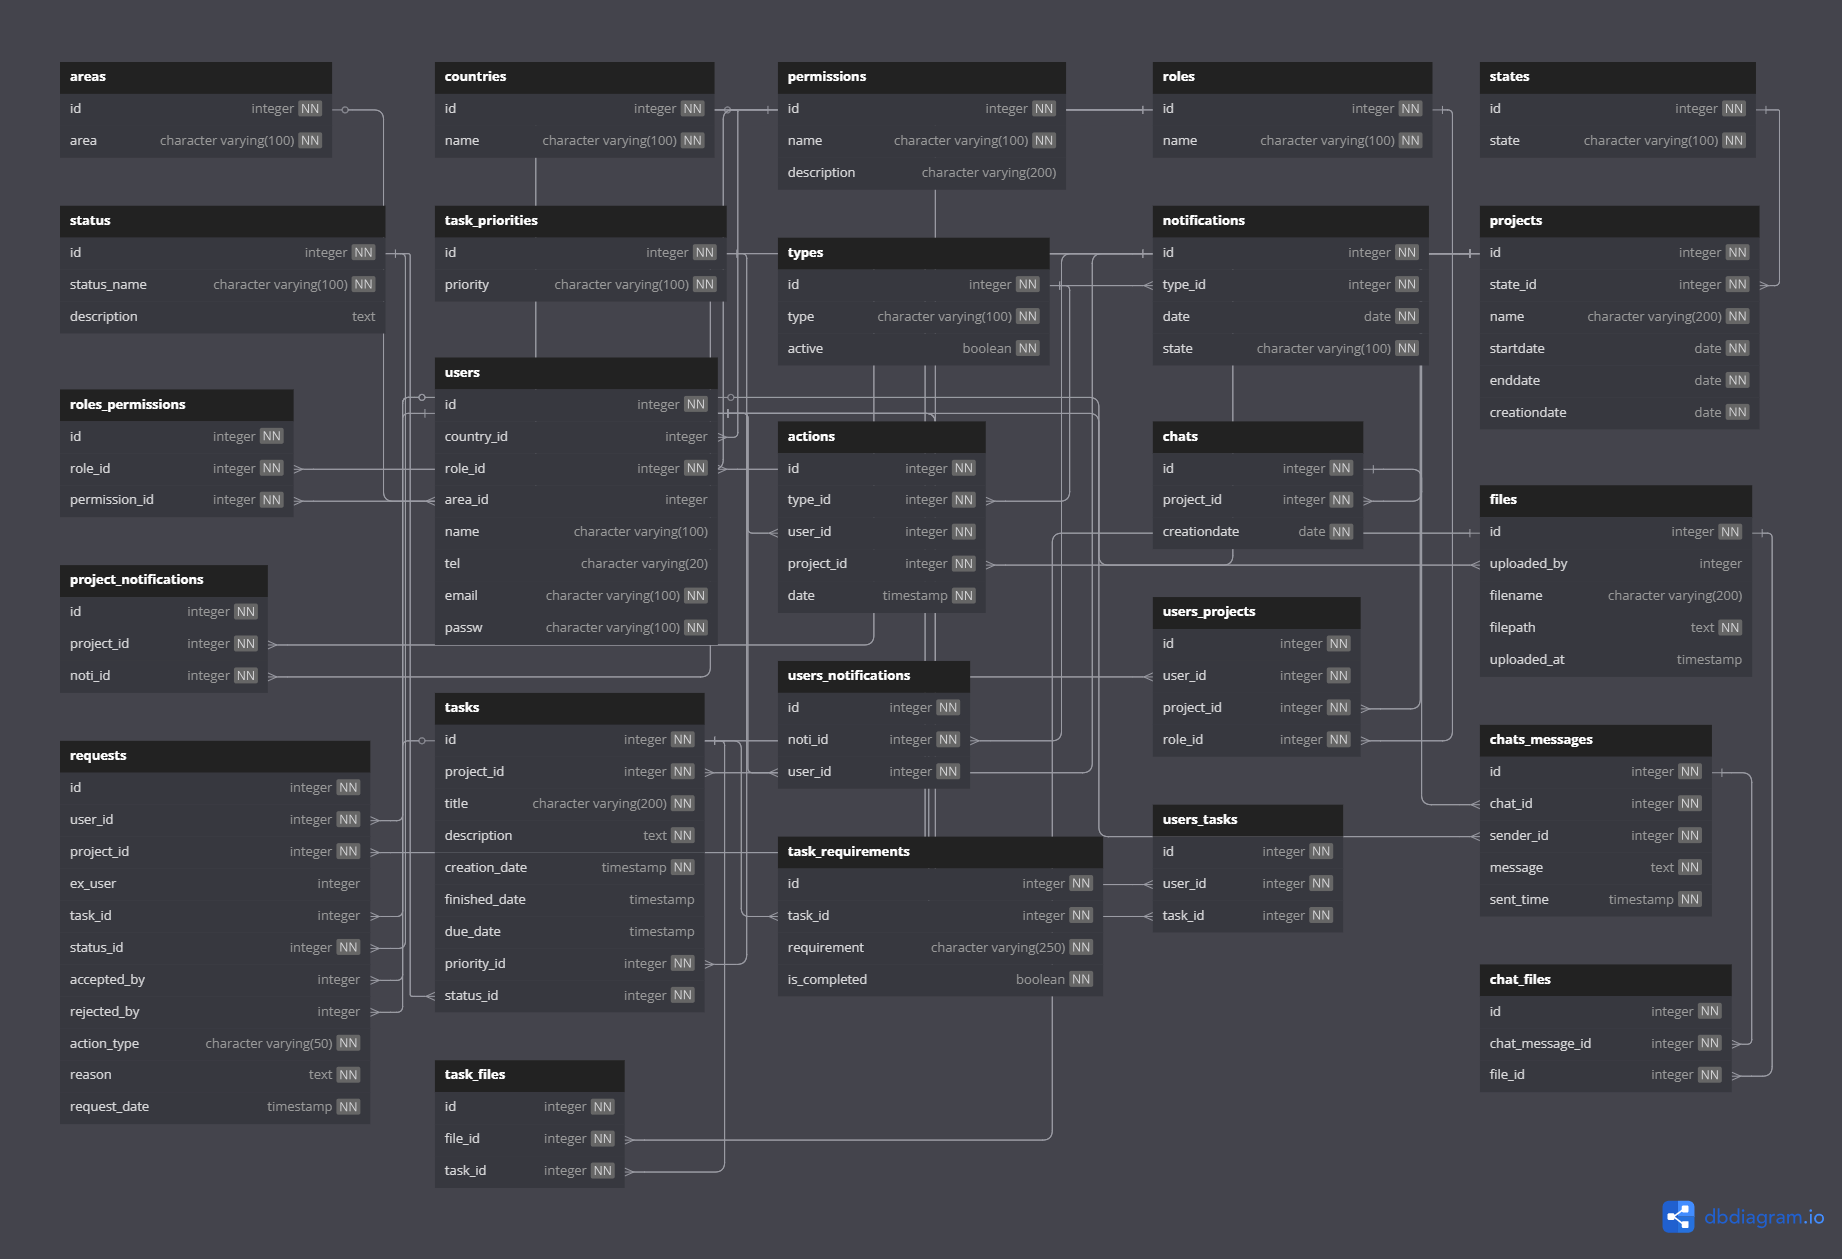 areas
id integer NN
area character varying(100) NN
countries
id integer NN
name character varying(100) NN
permissions
id integer NN
name character varying(100) NN
description character varying(200)
roles
id integer NN
name character varying(100) NN
states
id integer NN
state character varying(100) NN
status
id integer NN
status_name character varying(100) NN
description text
task_priorities
id integer NN
priority character varying(100) NN
types
id integer NN
type character varying(100) NN
active boolean NN
notifications
id integer NN
type_id integer NN
date date NN
state character varying(100) NN
projects
id integer NN
state_id integer NN
name character varying(200) NN
startdate date NN
enddate date NN
creationdate date NN
roles_permissions
id integer NN
role_id integer NN
permission_id integer NN
users
id integer NN
country_id integer
role_id integer NN
area_id integer
name character varying(100)
tel character varying(20)
email character varying(100) NN
passw character varying(100) NN
actions
id integer NN
type_id integer NN
user_id integer NN
project_id integer NN
date timestamp NN
chats
id integer NN
project_id integer NN
creationdate date NN
files
id integer NN
uploaded_by integer
filename character varying(200)
filepath text NN
uploaded_at timestamp
project_notifications
id integer NN
project_id integer NN
noti_id integer NN
users_projects
id integer NN
user_id integer NN
project_id integer NN
role_id integer NN
users_notifications
id integer NN
noti_id integer NN
user_id integer NN
tasks
id integer NN
project_id integer NN
title character varying(200) NN
description text NN
creation_date timestamp NN
finished_date timestamp
due_date timestamp
priority_id integer NN
status_id integer NN
requests
id integer NN
user_id integer NN
project_id integer NN
ex_user integer
task_id integer
status_id integer NN
accepted_by integer
rejected_by integer
action_type character varying(50) NN
reason text NN
request_date timestamp NN
task_requirements
id integer NN
task_id integer NN
requirement character varying(250) NN
is_completed boolean NN
users_tasks
id integer NN
user_id integer NN
task_id integer NN
chats_messages
id integer NN
chat_id integer NN
sender_id integer NN
message text NN
sent_time timestamp NN
chat_files
id integer NN
chat_message_id integer NN
file_id integer NN
task_files
id integer NN
file_id integer NN
task_id integer NN
dbdiagram.io